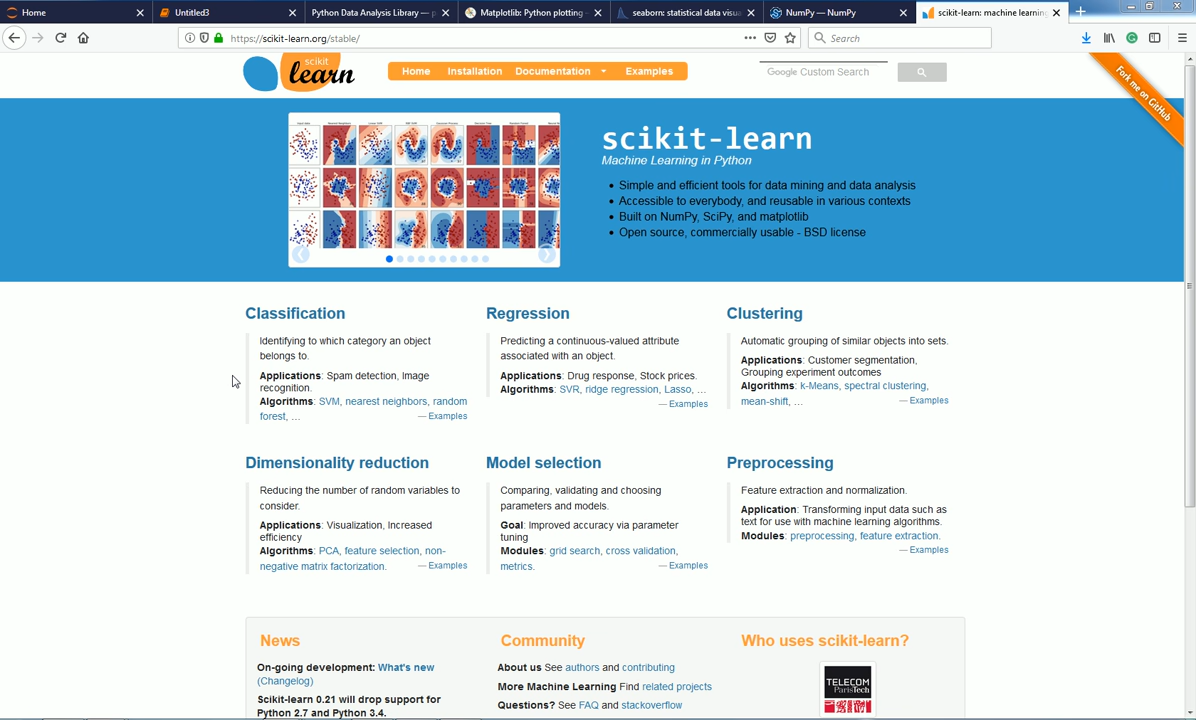 Home
Untitled3
Python Data Analysis Library —
Matplotlib: Python plotting
seaborn: statistical data visua
NumPy — NumPy
scikit-learn: machine learning
https://scikit-learn.org/stable/
Search
scikit
learn
Home Installation Documentation Examples
Google Custom Search
Fork me on GitHub
scikit-learn
Machine Learning in Python
Simple and efficient tools for data mining and data analysis
Accessible to everybody, and reusable in various contexts
Built on NumPy, SciPy, and matplotlib
Open source, commercially usable - BSD license
Classification
Identifying to which category an object
belongs to.
Applications: Spam detection, Image
recognition.
Algorithms: SVM, nearest neighbors, random
forest, ... — Examples
Regression
Predicting a continuous-valued attribute
associated with an object.
Applications: Drug response, Stock prices.
Algorithms: SVR, ridge regression, Lasso, ...
— Examples
Clustering
Automatic grouping of similar objects into sets.
Applications: Customer segmentation,
Grouping experiment outcomes
Algorithms: k-Means, spectral clustering,
mean-shift, ... — Examples
Dimensionality reduction
Reducing the number of random variables to
consider.
Applications: Visualization, Increased
efficiency
Algorithms: PCA, feature selection, non-
negative matrix factorization. — Examples
Model selection
Comparing, validating and choosing
parameters and models.
Goal: Improved accuracy via parameter
tuning
Modules: grid search, cross validation,
metrics. — Examples
Preprocessing
Feature extraction and normalization.
Application: Transforming input data such as
text for use with machine learning algorithms.
Modules: preprocessing, feature extraction.
— Examples
News
On-going development: What's new
(Changelog)
Scikit-learn 0.21 will drop support for
Python 2.7 and Python 3.4.
Community
About us See authors and contributing
More Machine Learning Find related projects
Questions? See FAQ and stackoverflow
Who uses scikit-learn?
TELECOM
ParisTech